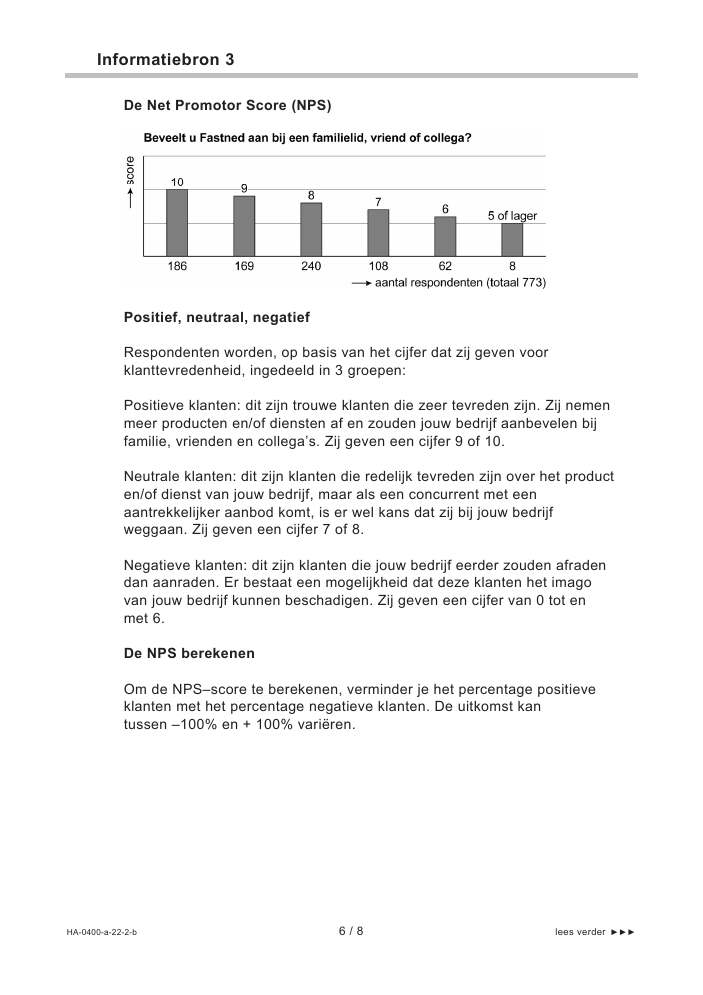 Informatiebron 3
De Net Promotor Score (NPS)
Beveelt u Fastned aan bij een familielid, vriend of collega?
score
10
9
8
7
6
5 of lager
186
169
240
108
62
8
aantal respondenten (totaal 773)
Positief, neutraal, negatief
Respondenten worden, op basis van het cijfer dat zij geven voor
klanttevredenheid, ingedeeld in 3 groepen:
Positieve klanten: dit zijn trouwe klanten die zeer tevreden zijn. Zij nemen
meer producten en/of diensten af en zouden jouw bedrijf aanbevelen bij
familie, vrienden en collega’s. Zij geven een cijfer 9 of 10.
Neutrale klanten: dit zijn klanten die redelijk tevreden zijn over het product
en/of dienst van jouw bedrijf, maar als een concurrent met een
aantrekkelijker aanbod komt, is er wel kans dat zij bij jouw bedrijf
weggaan. Zij geven een cijfer 7 of 8.
Negatieve klanten: dit zijn klanten die jouw bedrijf eerder zouden afraden
dan aanraden. Er bestaat een mogelijkheid dat deze klanten het imago
van jouw bedrijf kunnen beschadigen. Zij geven een cijfer van 0 tot en
met 6.
De NPS berekenen
Om de NPS–score te berekenen, verminder je het percentage positieve
klanten met het percentage negatieve klanten. De uitkomst kan
tussen –100% en + 100% variëren.
HA-0400-a-22-2-b
6 / 8
lees verder ►►►